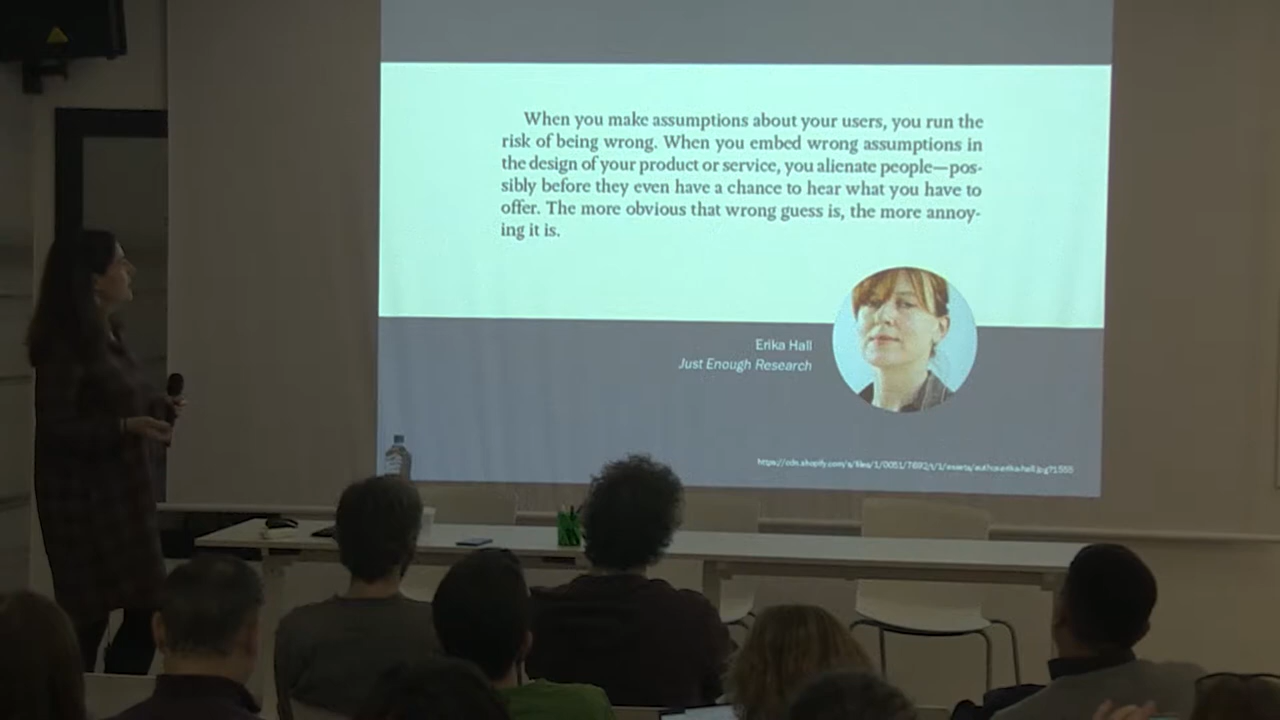 When you make assumptions about your users, you run the
risk of being wrong. When you embed wrong assumptions in
the design of your product or service, you alienate people—pos-
sibly before they even have a chance to hear what you have to
offer. The more obvious that wrong guess is, the more annoy-
ing it is.
Erika Hall
Just Enough Research